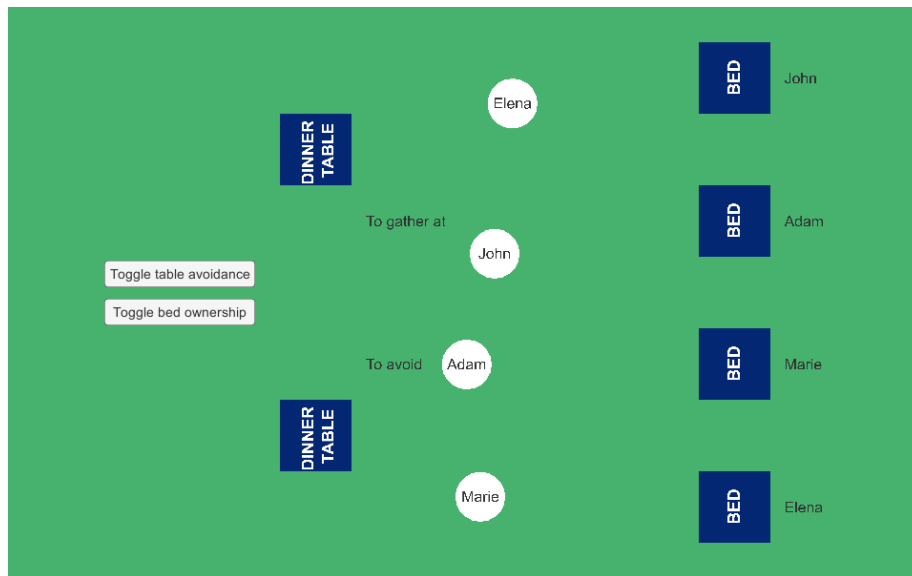 BED
John
Elena
DINNER
TABLE
BED
Adam
To gather at
John
Toggle table avoidance
Toggle bed ownership
BED
Marie
To avoid
Adam
DINNER
TABLE
Marie
BED
Elena